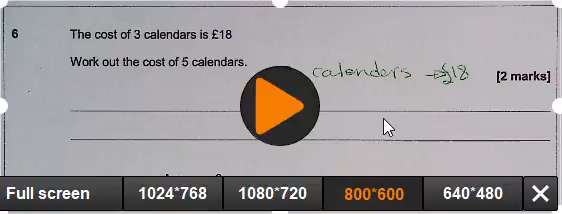 6 The cost of 3 calendars is £18
Work out the cost of 5 calendars.
calenders → £18
[2 marks]
Full screen 1024*768 1080*720 800*600 640*480 ✕